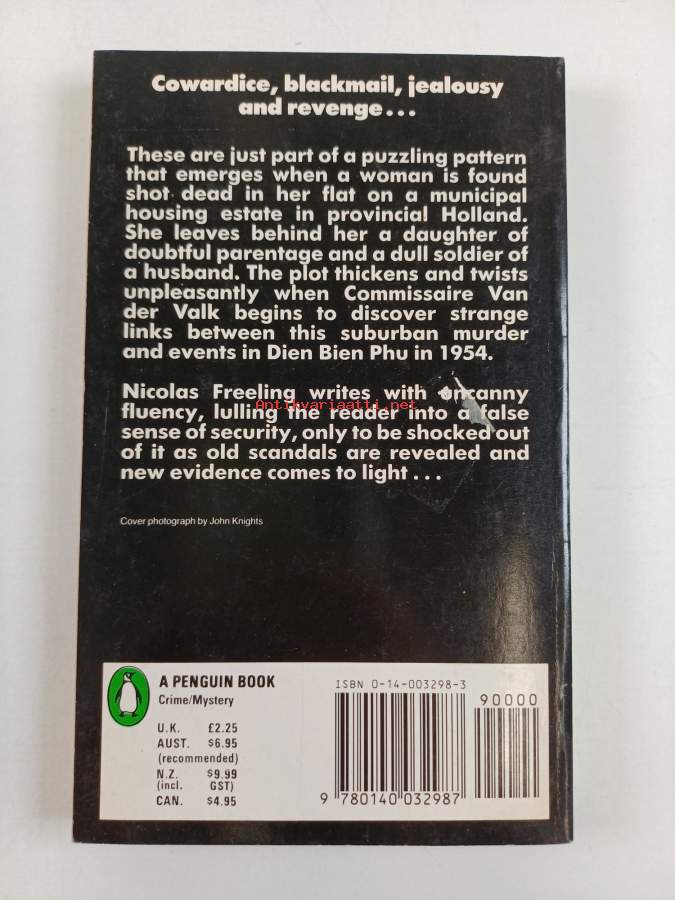 Cowardice, blackmail, jealousy
and revenge...
These are just part of a puzzling pattern
that emerges when a woman is found
shot dead in her flat on a municipal
housing estate in provincial Holland.
She leaves behind her a daughter of
doubtful parentage and a dull soldier of
a husband. The plot thickens and twists
unpleasantly when Commissaire Van
der Valk begins to discover strange
links between this suburban murder
and events in Dien Bien Phu in 1954.
Nicolas Freeling writes with uncanny
Antikvariaatti.net
fluency, lulling the reader into a false
sense of security, only to be shocked out
of it as old scandals are revealed and
new evidence comes to light...
Cover photograph by John Knights
A PENGUIN BOOK
Crime/Mystery
U.K. £2.25
AUST. $6.95
(recommended)
N.Z. $9.99
(incl. GST)
CAN. $4.95
ISBN 0-14-003298-3
90000
9 780140 032987